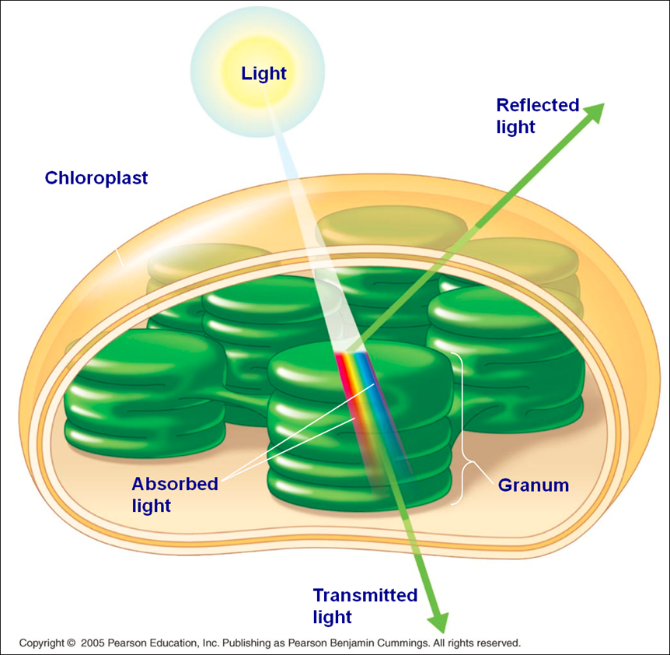 Light
Reflected
light
Chloroplast
Absorbed
light
Granum
Transmitted
light
Copyright © 2005 Pearson Education, Inc. Publishing as Pearson Benjamin Cummings. All rights reserved.